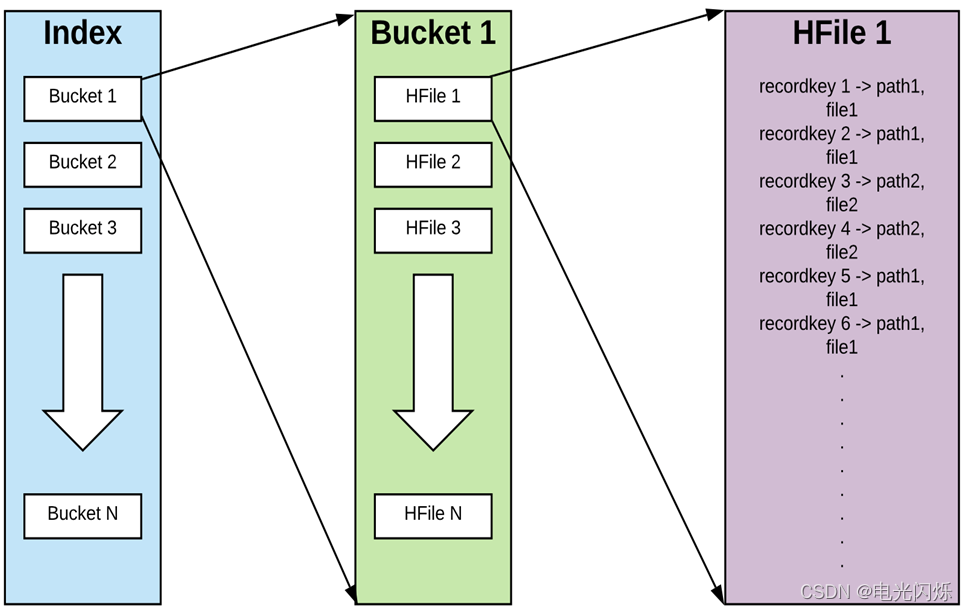 Index
Bucket 1
Bucket 2
Bucket 3
Bucket N
Bucket 1
HFile 1
HFile 2
HFile 3
HFile N
HFile 1
recordkey 1 -> path1,
file1
recordkey 2 -> path1,
file1
recordkey 3 -> path2,
file2
recordkey 4 -> path2,
file2
recordkey 5 -> path1,
file1
recordkey 6 -> path1,
file1
.
.
.
.
.
.
.
.
.
CSDN @电光闪烁